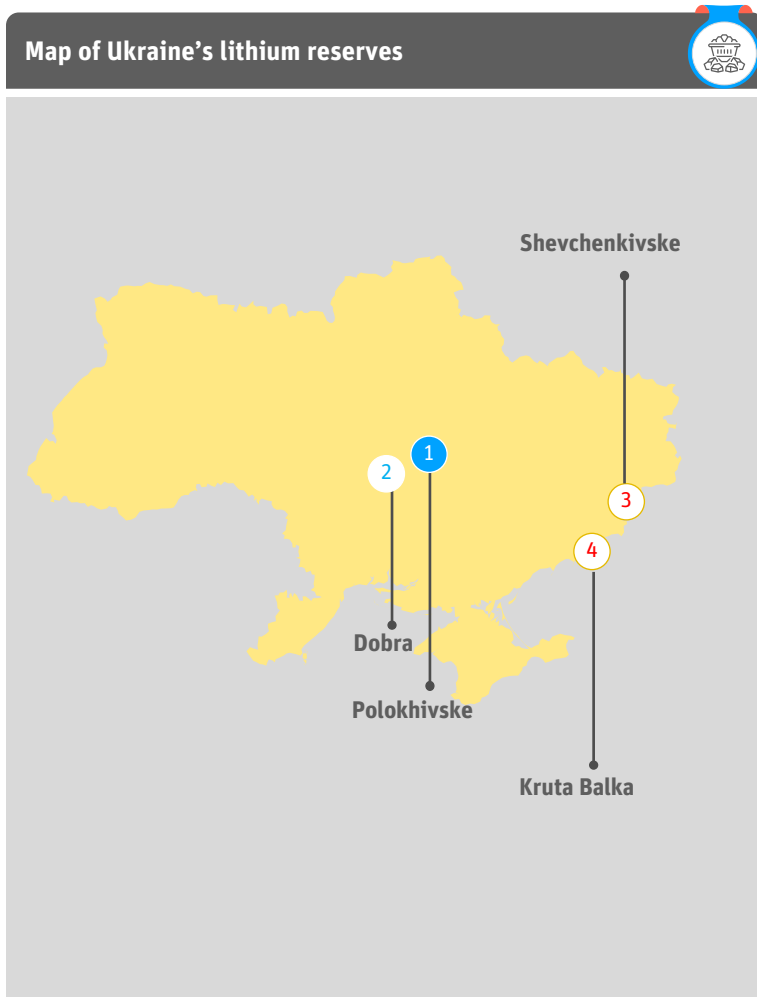 Map of Ukraine’s lithium reserves
Shevchenkivske
1
2
3
4
Dobra
Polokhivske
Kruta Balka